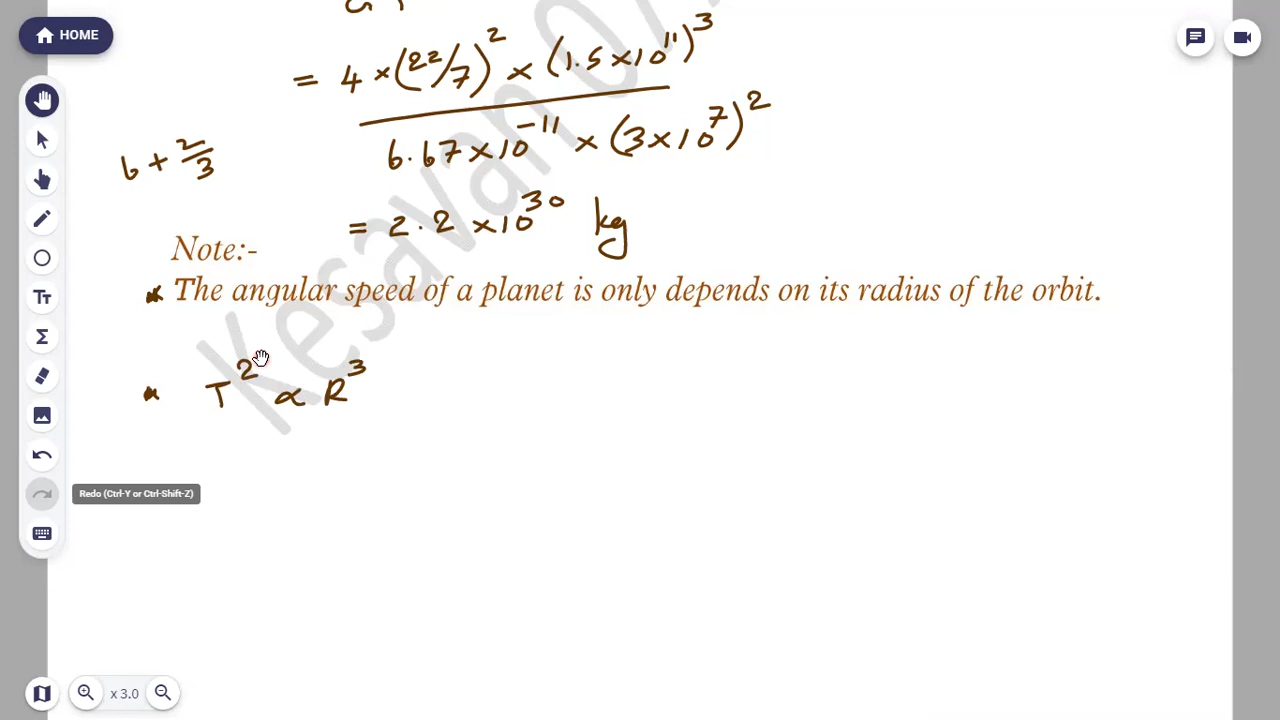 HOME
= 4 × (22/7)² × (1.5 × 10¹¹)³
6.67 × 10⁻¹¹ × (3 × 10⁷)²
6 + 2/3
= 2.2 × 10³⁰ kg
Note:-
* The angular speed of a planet is only depends on its radius of the orbit.
* T² ∝ R³
Redo (Ctrl-Y or Ctrl-Shift-Z)
x 3.0
Kesavan